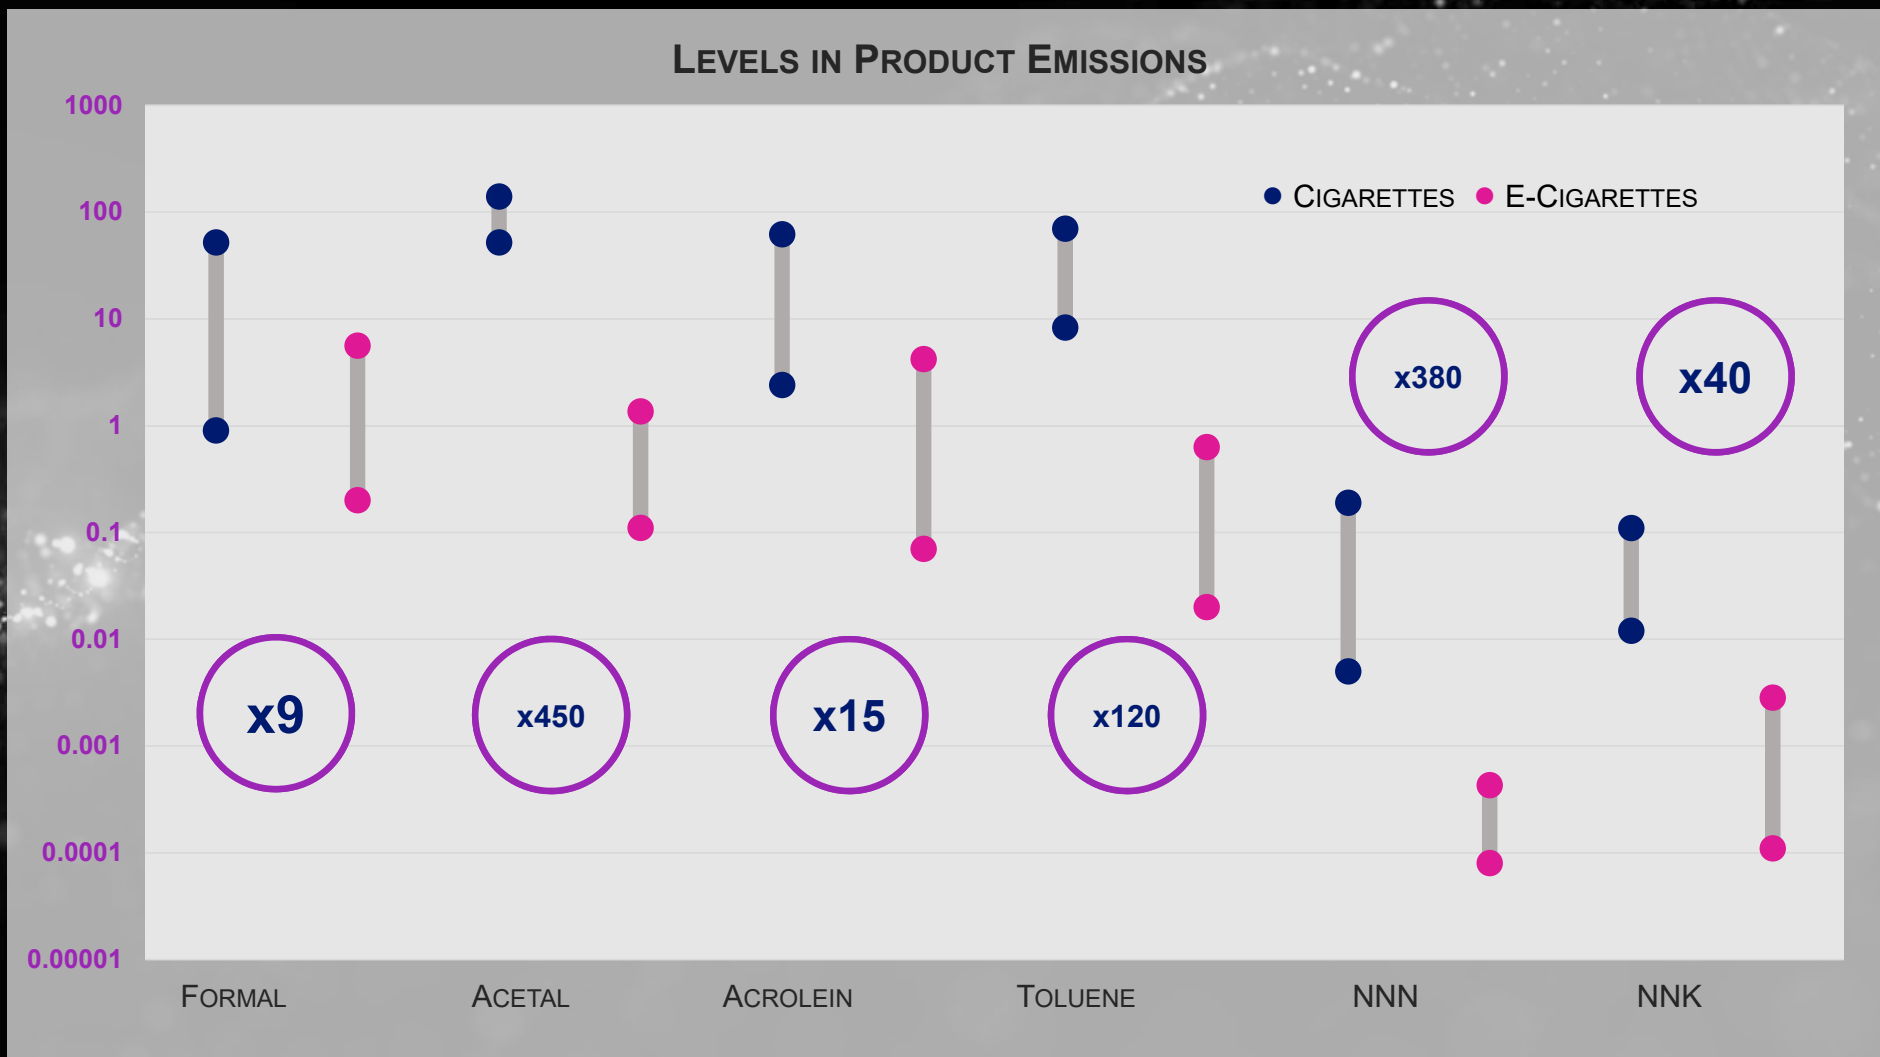 LEVELS IN PRODUCT EMISSIONS
1000
100
10
1
0.1
0.01
0.001
0.0001
0.00001
CIGARETTES E-CIGARETTES
x380 x40
x9 x450 x15 x120
FORMAL ACETAL ACROLEIN TOLUENE NNN NNK